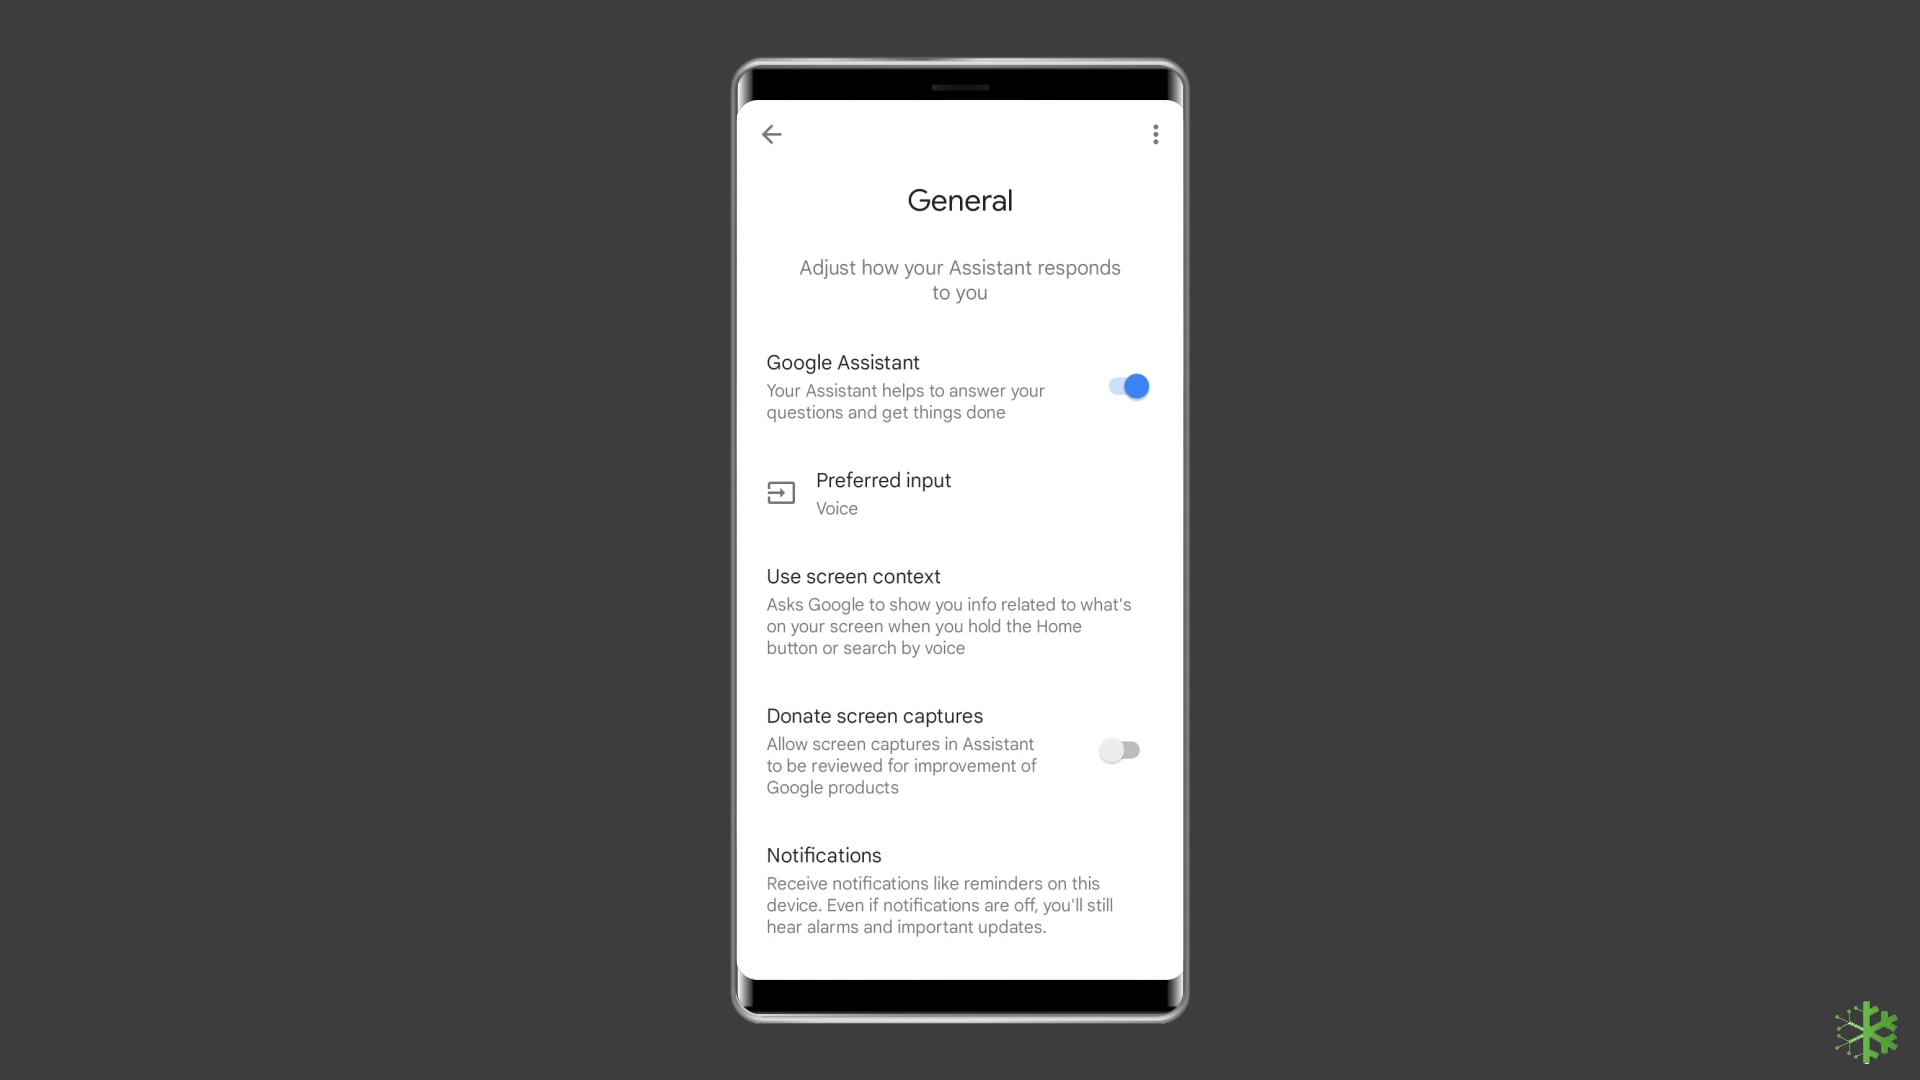 General
Adjust how your Assistant responds
to you
Google Assistant
Your Assistant helps to answer your
questions and get things done
Preferred input
Voice
Use screen context
Asks Google to show you info related to what's
on your screen when you hold the Home
button or search by voice
Donate screen captures
Allow screen captures in Assistant
to be reviewed for improvement of
Google products
Notifications
Receive notifications like reminders on this
device. Even if notifications are off, you'll still
hear alarms and important updates.